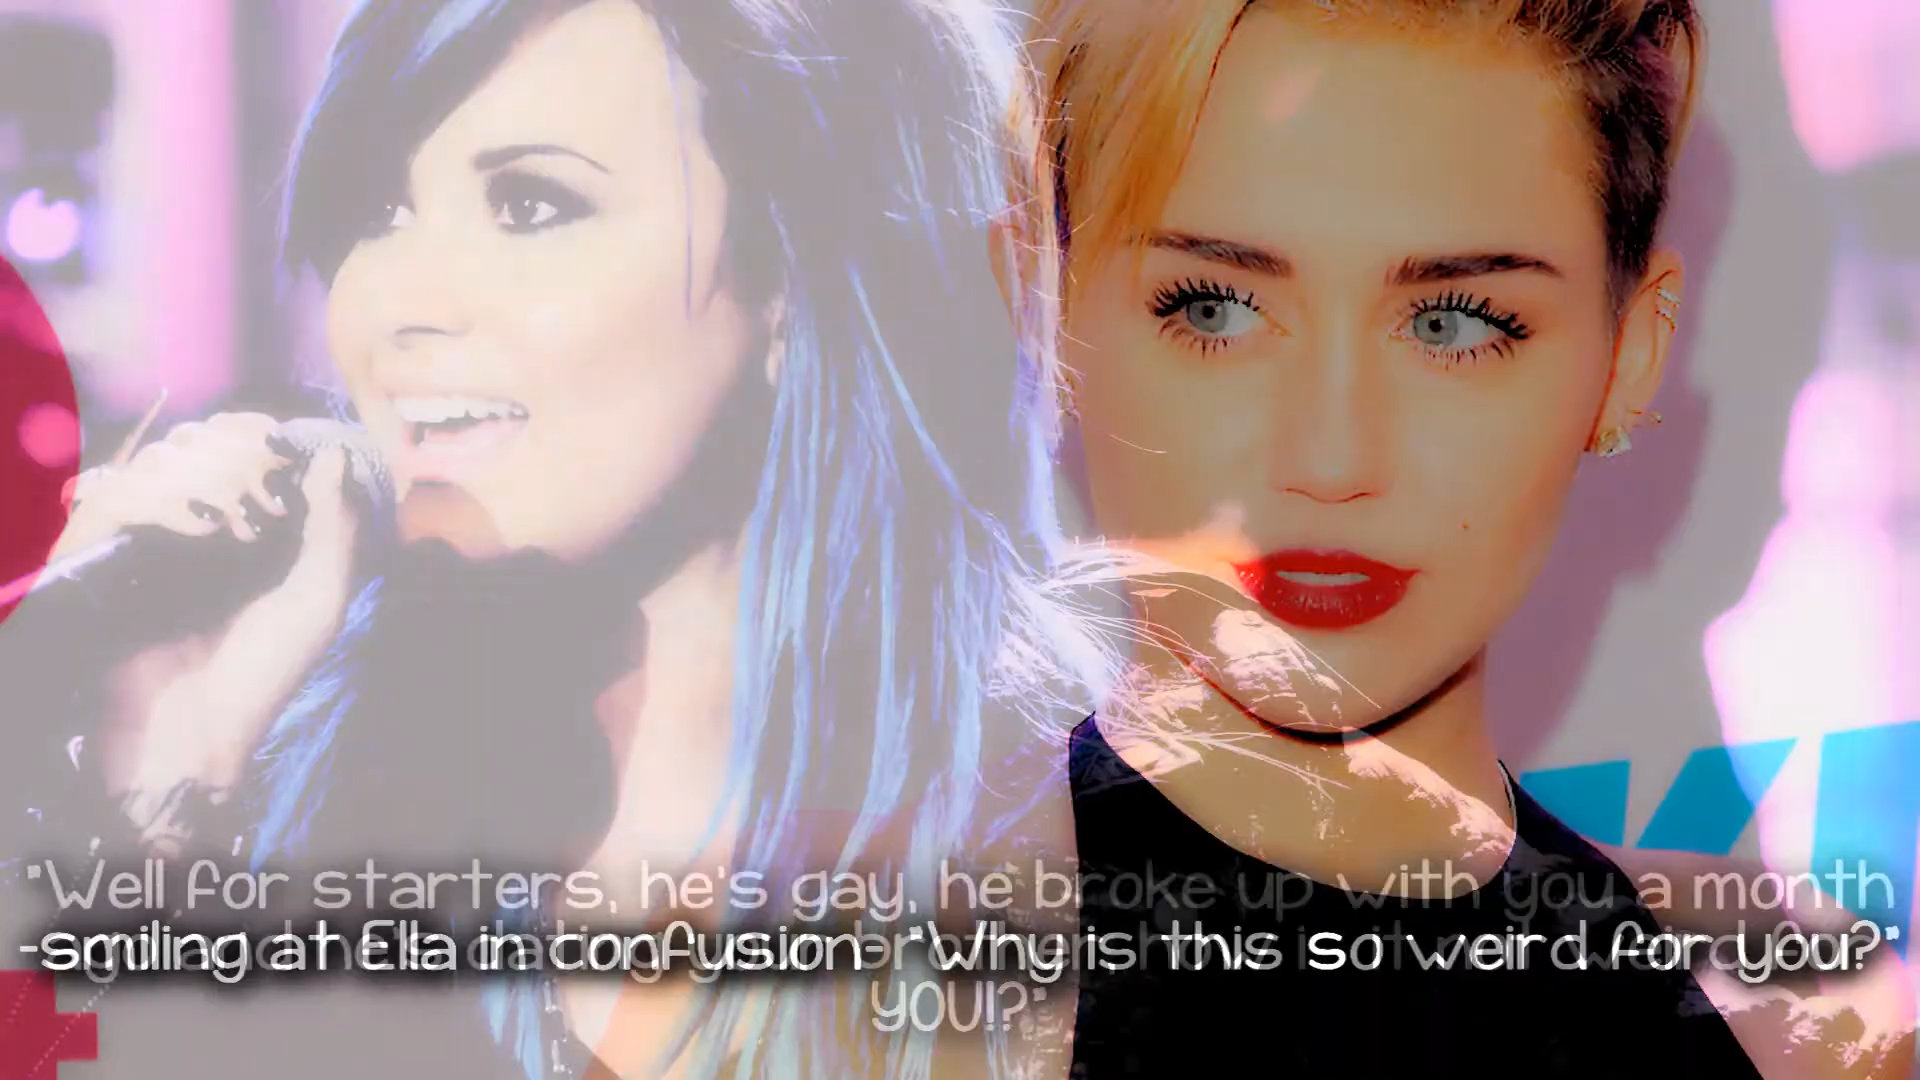 "Well for starters, he's gay, he broke up with you a month
-smiling at Ella in confusion- "Why is this so weird for you?"
YOU!?"